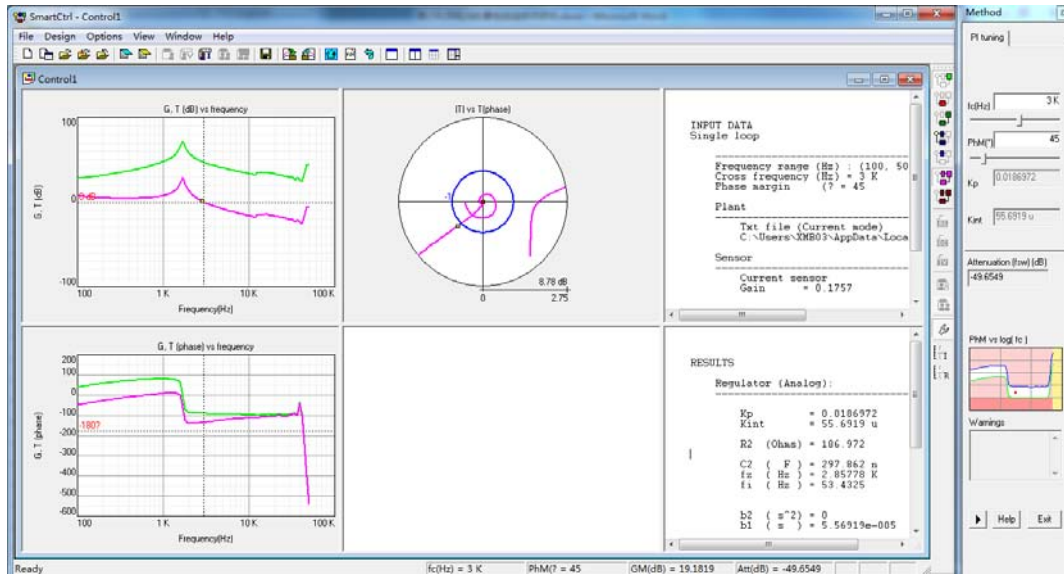 SmartCtrl - Control1
File Design Options View Window Help
Control1
G, T (dB) vs frequency
100
0
-100
0 dB
G, T (dB)
100 1 K 10 K 100 K
Frequency(Hz)
|T| vs T(phase)
-1
8.78 dB
0 2.75
INPUT DATA
Single loop
Frequency range (Hz) : (100, 50
Cross frequency (Hz) = 3 K
Phase margin (? = 45
Plant
Txt file (Current mode)
C:\Users\XMB03\AppData\Loca
Sensor
Current sensor
Gain = 0.1757
G, T (phase) vs frequency
200
100
0
-100
-200
-300
-400
-500
-600
-180?
G, T (phase)
100 1 K 10 K 100 K
Frequency(Hz)
RESULTS
Regulator (Analog):
Kp = 0.0186972
Kint = 55.6919 u
R2 (Ohms) = 186.972
C2 ( F ) = 297.862 n
fz ( Hz ) = 2.85778 K
fi ( Hz ) = 53.4325
b2 ( s^2) = 0
b1 ( s ) = 5.56919e-005
Ready
fc(Hz) = 3 K PhM(? = 45 GM(dB) = 19.1819 Att(dB) = -49.6549
Method
PI tuning
fc(Hz) 3 K
PhM(°) 45
Kp 0.0186972
Kint 55.6919 u
Attenuation (fsw) (dB)
-49.6549
PhM vs log( fc )
Warnings
Help Exit